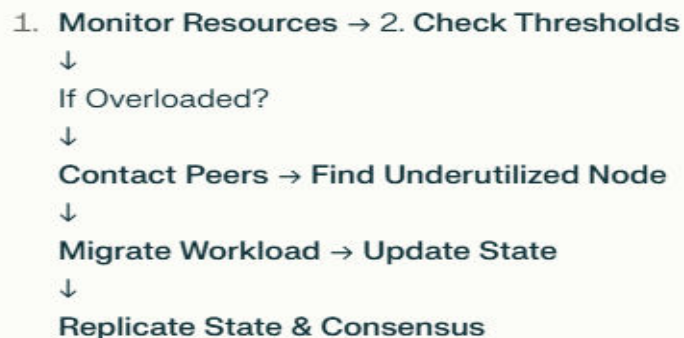 1. Monitor Resources → 2. Check Thresholds
↓
If Overloaded?
↓
Contact Peers → Find Underutilized Node
↓
Migrate Workload → Update State
↓
Replicate State & Consensus